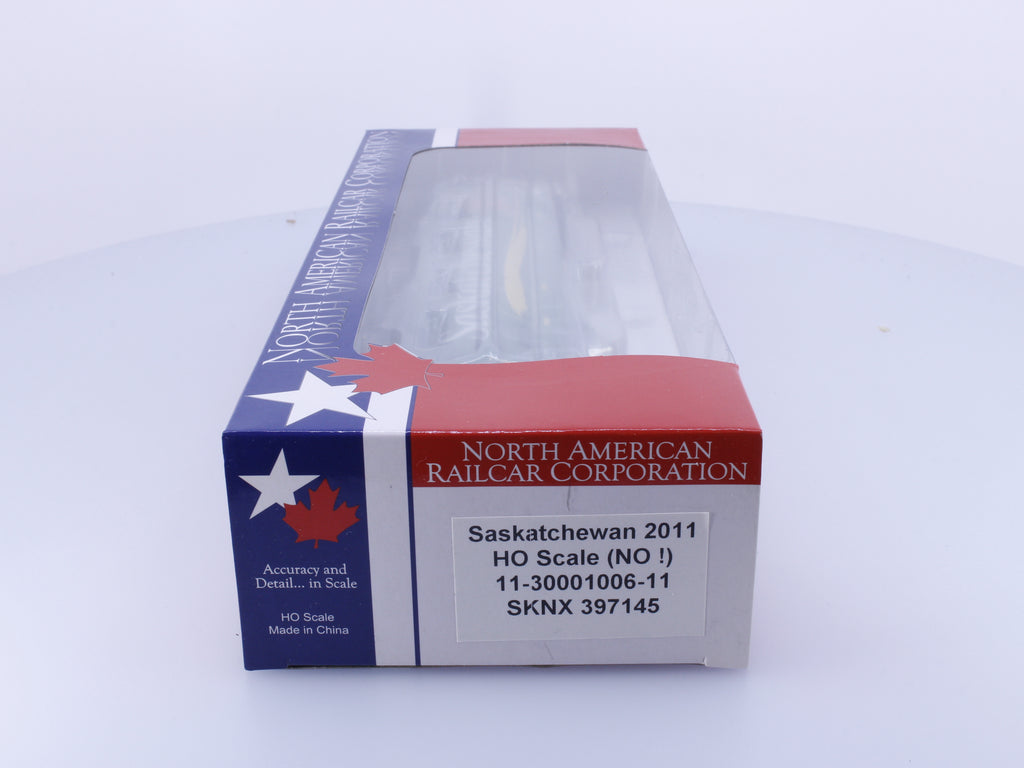 NORTH AMERICAN RAILCAR CORPORATION
NORTH AMERICAN
RAILCAR CORPORATION
Accuracy and
Detail... in Scale
HO Scale
Made in China
Saskatchewan 2011
HO Scale (NO !)
11-30001006-11
SKNX 397145